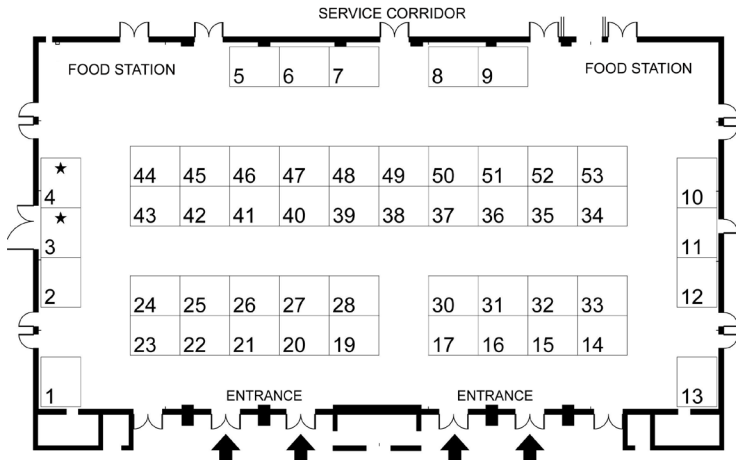 SERVICE CORRIDOR
FOOD STATION
FOOD STATION
5 6 7 8 9
44 45 46 47 48 49 50 51 52 53
4
10
43 42 41 40 39 38 37 36 35 34
3
11
2
12
24 25 26 27 28 30 31 32 33
23 22 21 20 19 17 16 15 14
1
13
ENTRANCE
ENTRANCE